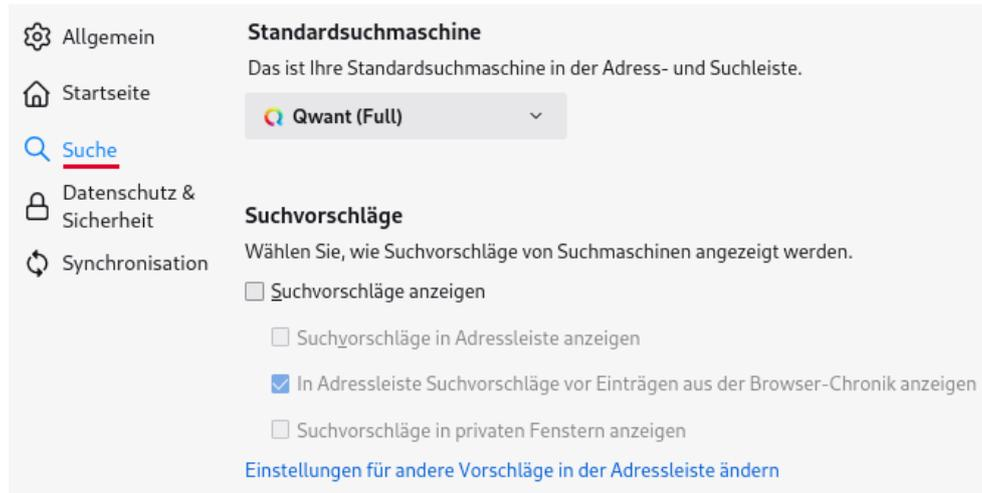 Allgemein
Startseite
Suche
Datenschutz &
Sicherheit
Synchronisation
Standardsuchmaschine
Das ist Ihre Standardsuchmaschine in der Adress- und Suchleiste.
Qwant (Full)
Suchvorschläge
Wählen Sie, wie Suchvorschläge von Suchmaschinen angezeigt werden.
Suchvorschläge anzeigen
Suchvorschläge in Adressleiste anzeigen
In Adressleiste Suchvorschläge vor Einträgen aus der Browser-Chronik anzeigen
Suchvorschläge in privaten Fenstern anzeigen
Einstellungen für andere Vorschläge in der Adressleiste ändern